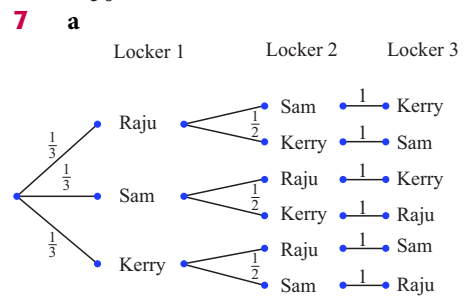 7 a
Locker 1 Locker 2 Locker 3
Sam 1 Kerry
Raju
1/2
Kerry 1 Sam
1/3
1/3
Raju 1 Kerry
Sam
1/2
Kerry 1 Raju
1/3
Raju 1 Sam
Kerry
1/2
Sam 1 Raju